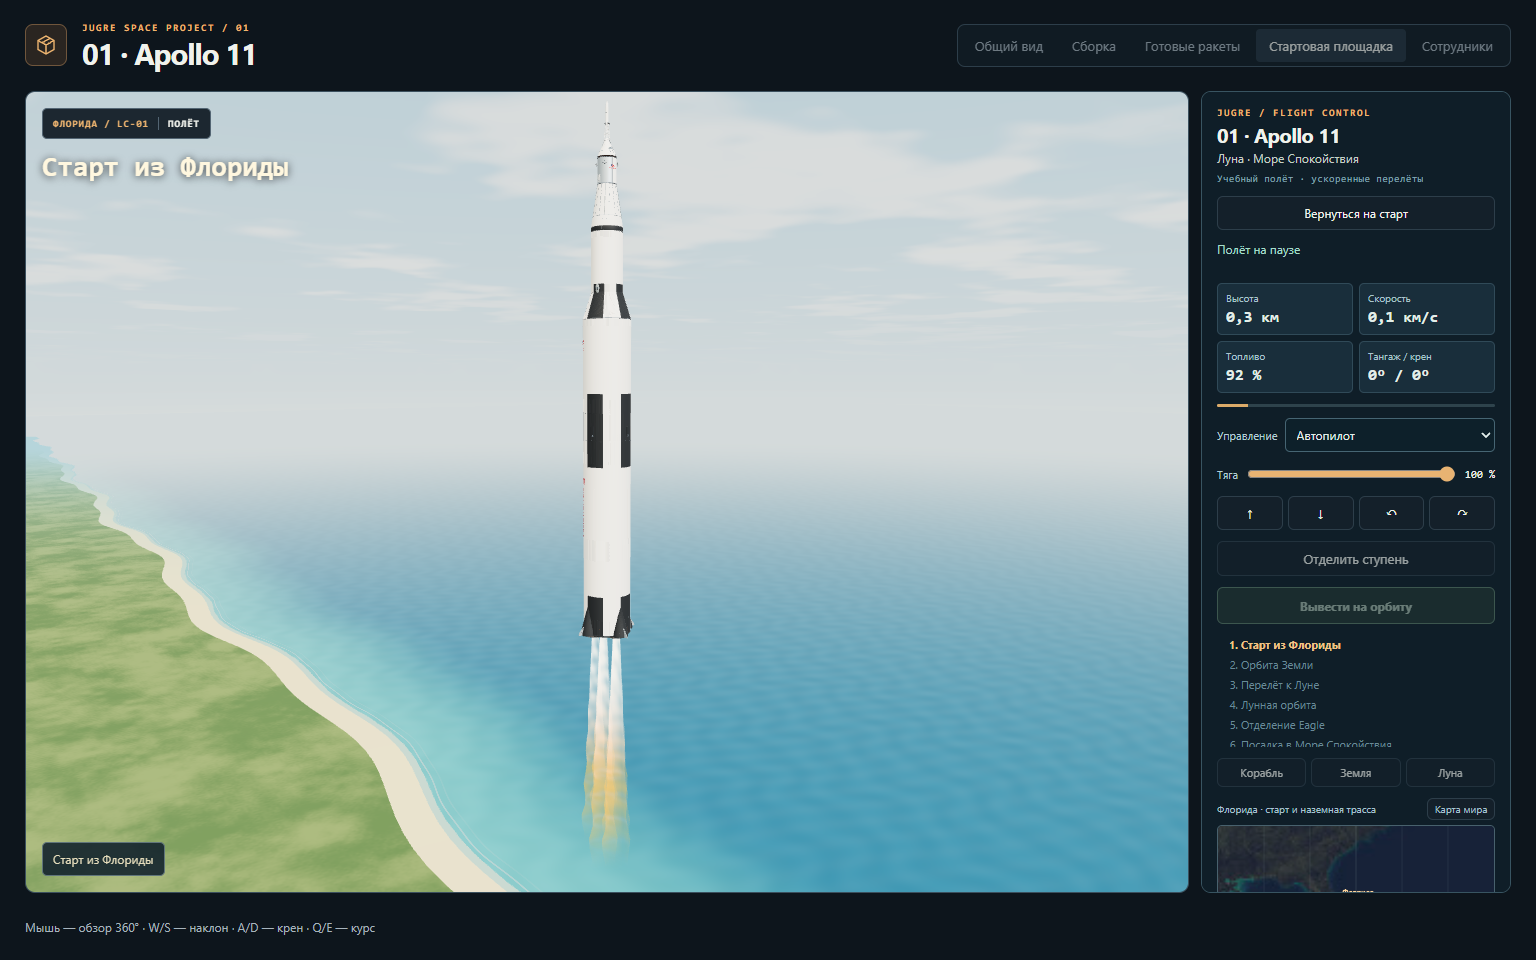 JUGRE SPACE PROJECT / 01
01 · Apollo 11
Общий вид
Сборка
Готовые ракеты
Стартовая площадка
Сотрудники
ФЛОРИДА / LC-01
ПОЛЁТ
Старт из Флориды
Старт из Флориды
JUGRE / FLIGHT CONTROL
01 · Apollo 11
Луна · Море Спокойствия
Учебный полёт · ускоренные перелёты
Вернуться на старт
Полёт на паузе
Высота
0,3 км
Скорость
0,1 км/с
Топливо
92 %
Тангаж / крен
0° / 0°
Управление
Автопилот
Тяга
100 %
↑
↓
↶
↷
Отделить ступень
Вывести на орбиту
1. Старт из Флориды
2. Орбита Земли
3. Перелёт к Луне
4. Лунная орбита
5. Отделение Eagle
6. Посадка в Море Спокойствия
Корабль
Земля
Луна
Флорида · старт и наземная трасса
Карта мира
Мышь — обзор 360° · W/S — наклон · A/D — крен · Q/E — курс